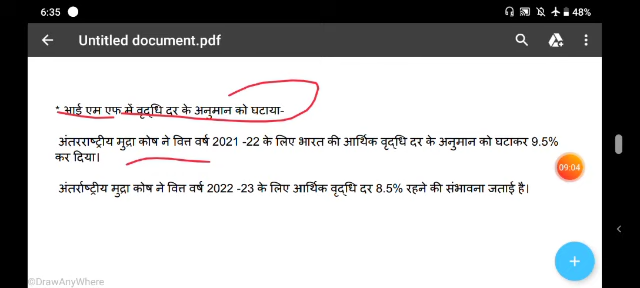 6:35
48%
Untitled document.pdf
* आई एम एफ में वृद्धि दर के अनुमान को घटाया-
अंतरराष्ट्रीय मुद्रा कोष ने वित्त वर्ष 2021 -22 के लिए भारत की आर्थिक वृद्धि दर के अनुमान को घटाकर 9.5%
कर दिया।
09:04
अंतर्राष्ट्रीय मुद्रा कोष ने वित्त वर्ष 2022 -23 के लिए आर्थिक वृद्धि दर 8.5% रहने की संभावना जताई है।
@DrawAnyWhere